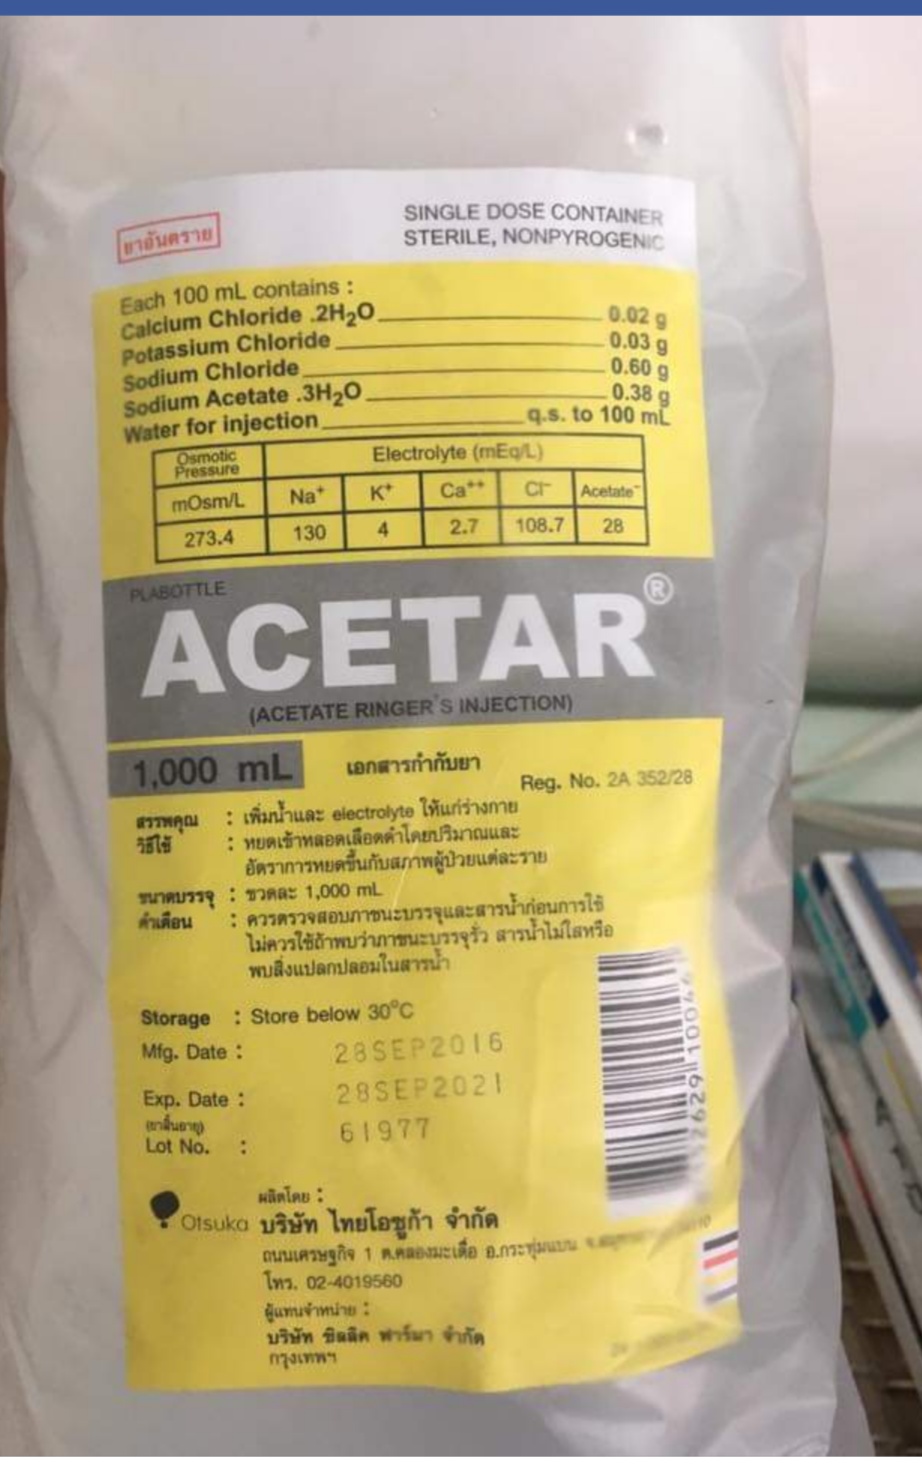 ยาอันตราย
SINGLE DOSE CONTAINER
STERILE, NONPYROGENIC
Each 100 mL contains :
Calcium Chloride .2H₂O 0.02 g
Potassium Chloride 0.03 g
Sodium Chloride 0.60 g
Sodium Acetate .3H₂O 0.38 g
Water for injection q.s. to 100 mL
Osmotic Pressure Electrolyte (mEq/L)
mOsm/L Na⁺ K⁺ Ca⁺⁺ Cl⁻ Acetate⁻
273.4 130 4 2.7 108.7 28
PLABOTTLE
ACETAR®
(ACETATE RINGER'S INJECTION)
1,000 mL เอกสารกำกับยา
Reg. No. 2A 352/28
สรรพคุณ : เพิ่มน้ำและ electrolyte ให้แก่ร่างกาย
วิธีใช้ : หยดเข้าหลอดเลือดดำโดยปริมาณและ
อัตราการหยดขึ้นกับสภาพผู้ป่วยแต่ละราย
ขนาดบรรจุ : ขวดละ 1,000 mL
คำเตือน : ควรตรวจสอบภาชนะบรรจุและสารน้ำก่อนการใช้
ไม่ควรใช้ถ้าพบว่าภาชนะบรรจุรั่ว สารน้ำไม่ใสหรือ
พบสิ่งแปลกปลอมในสารน้ำ
Storage : Store below 30°C
Mfg. Date : 28SEP2016
Exp. Date : 28SEP2021
(ยาสิ้นอายุ)
Lot No. : 61977
ผลิตโดย :
Otsuka บริษัท ไทยโอซูก้า จำกัด
ถนนเศรษฐกิจ 1 ต.คลองมะเดื่อ อ.กระทุ่มแบน
โทร. 02-4019560
ผู้แทนจำหน่าย :
บริษัท ซิลลิค ฟาร์มา จำกัด
กรุงเทพฯ